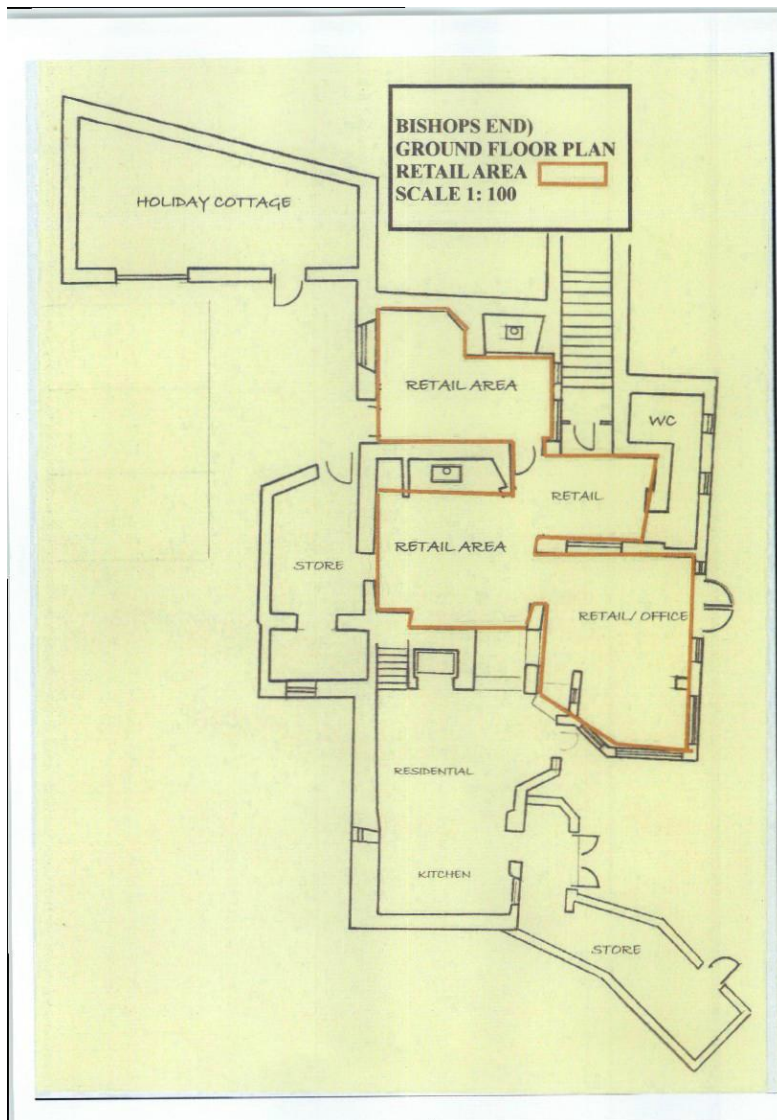 BISHOPS END)
GROUND FLOOR PLAN
RETAIL AREA
SCALE 1: 100
HOLIDAY COTTAGE
RETAIL AREA
WC
RETAIL
RETAIL AREA
STORE
RETAIL/ OFFICE
RESIDENTIAL
KITCHEN
STORE